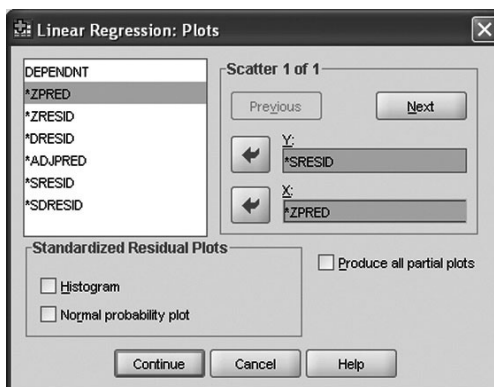 Linear Regression: Plots
DEPENDNT
*ZPRED
*ZRESID
*DRESID
*ADJPRED
*SRESID
*SDRESID
Scatter 1 of 1
Previous
Next
Y:
*SRESID
X:
*ZPRED
Standardized Residual Plots
Histogram
Normal probability plot
Produce all partial plots
Continue
Cancel
Help